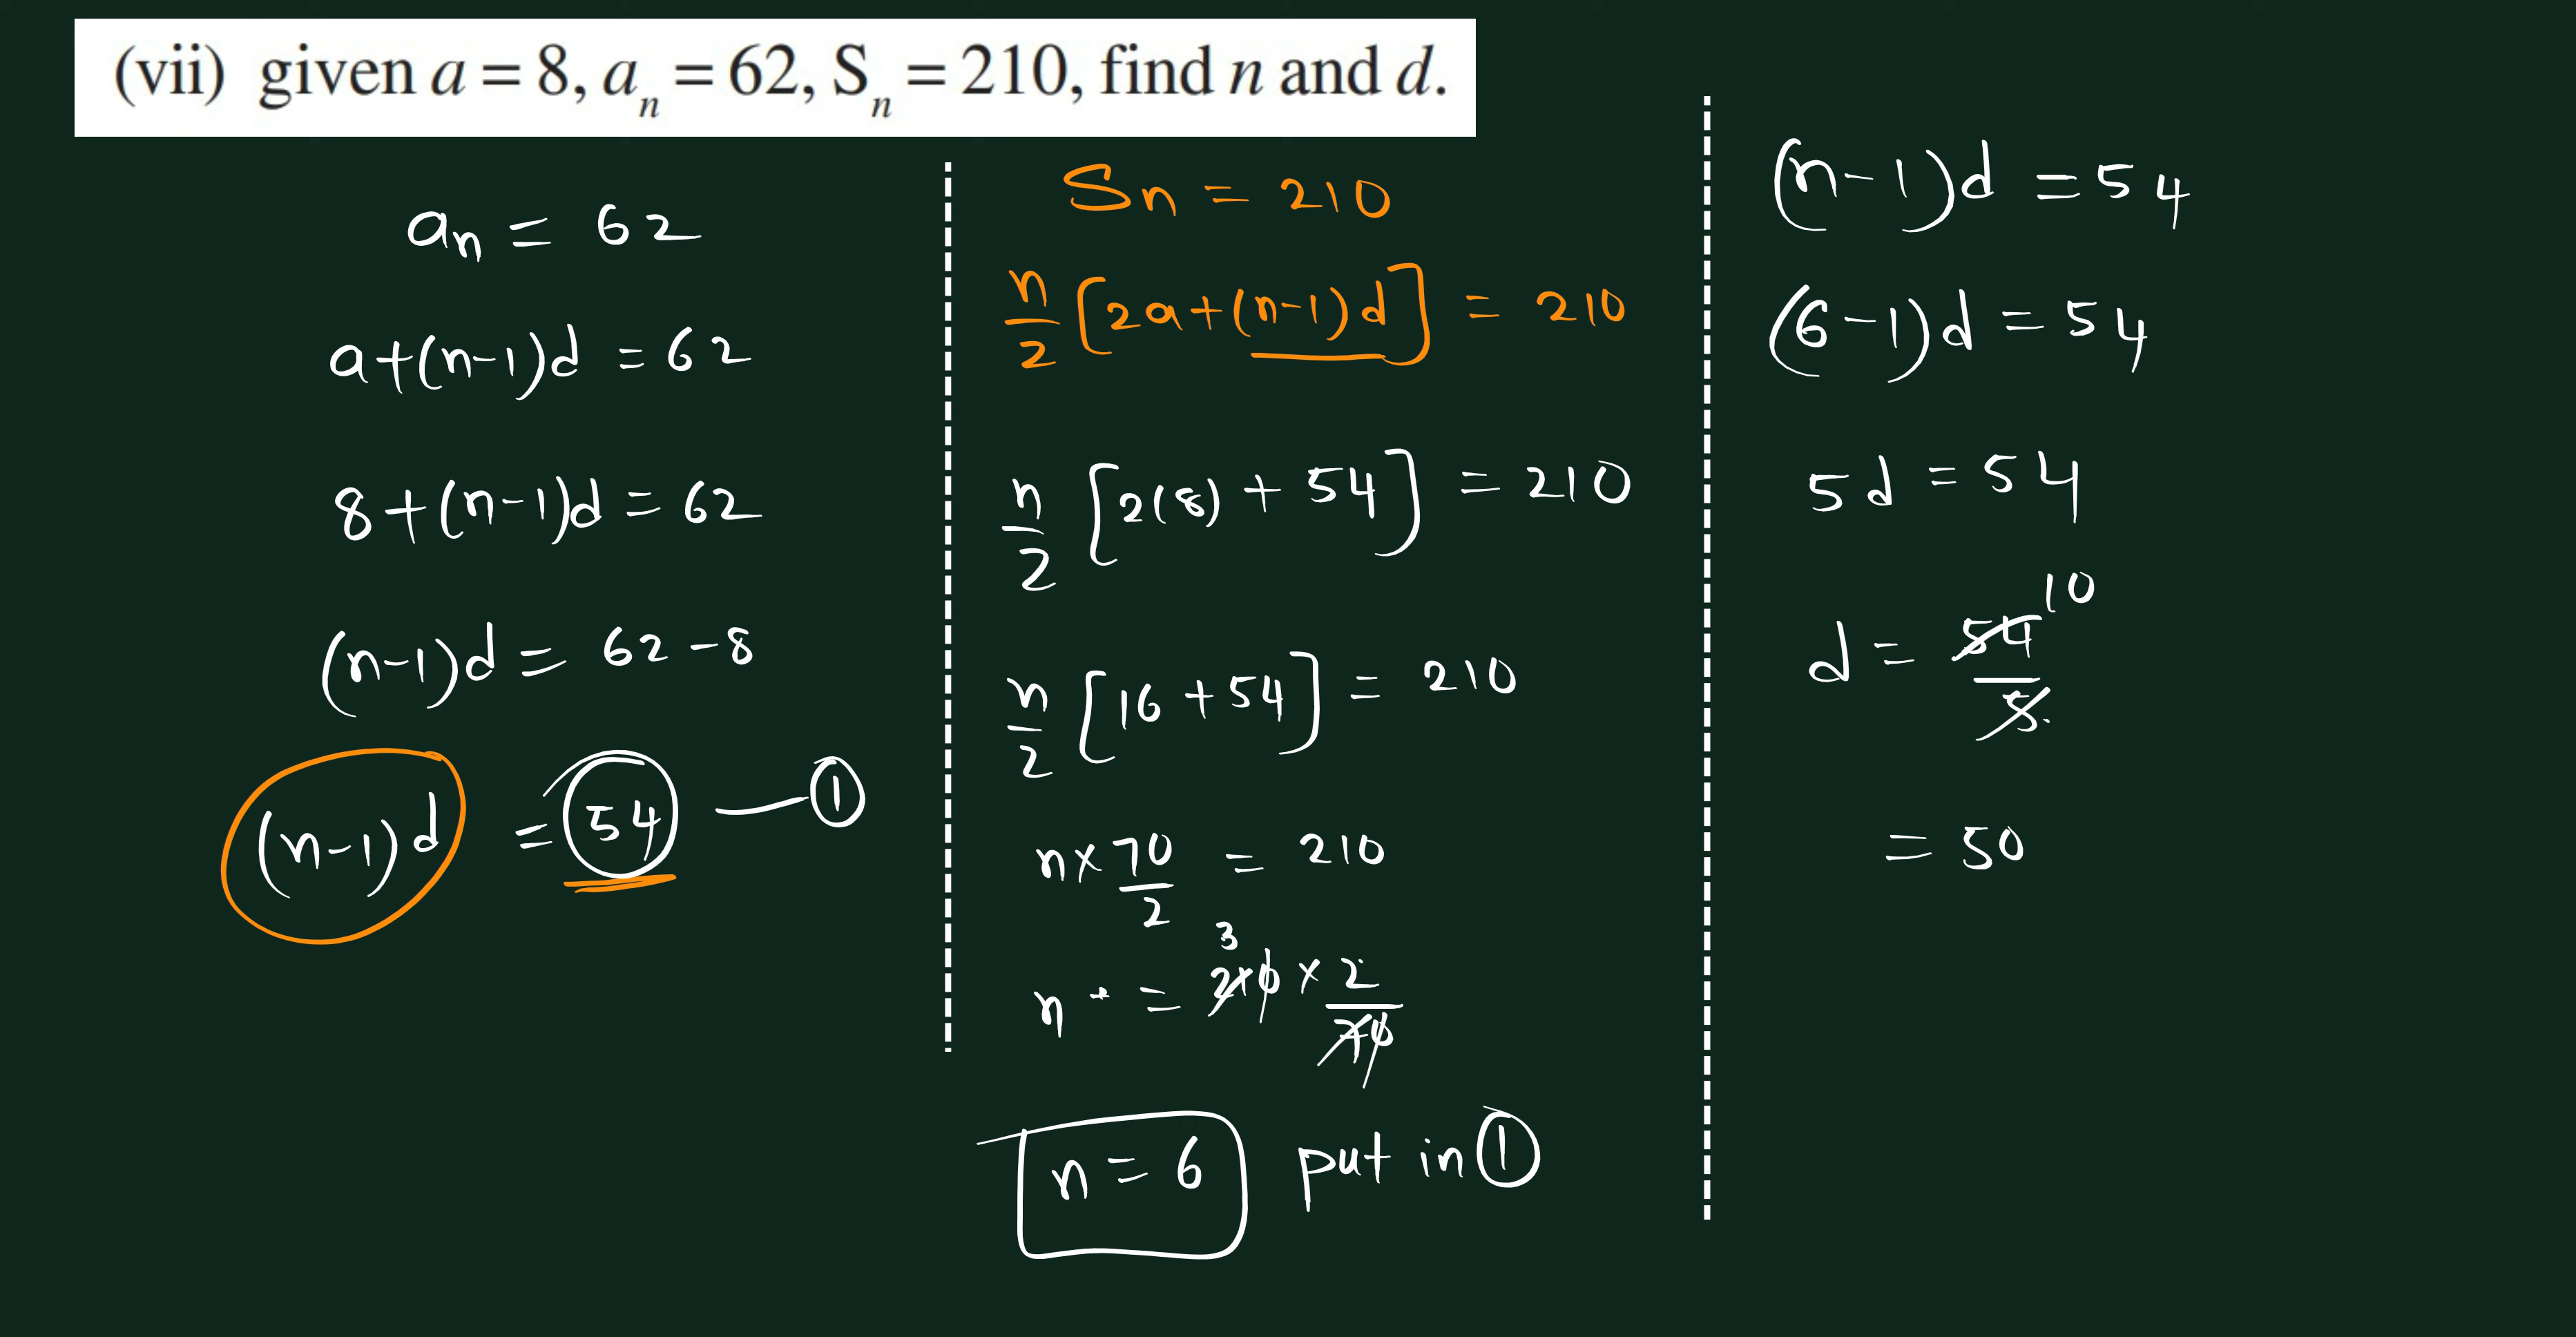 (vii) given a = 8, aₙ = 62, Sₙ = 210, find n and d.
aₙ = 62
a+(n-1)d = 62
8+(n-1)d = 62
(n-1)d = 62 - 8
(n-1)d = 54 — ①
Sn = 210
n/2 [2a+(n-1)d] = 210
n/2 [2(8) + 54] = 210
n/2 [16 + 54] = 210
n × 70/2 = 210
3
n = 210 × 2/70
n = 6 put in ①
(n-1)d = 54
(6-1)d = 54
5d = 54
10
d = 54/5
= 50